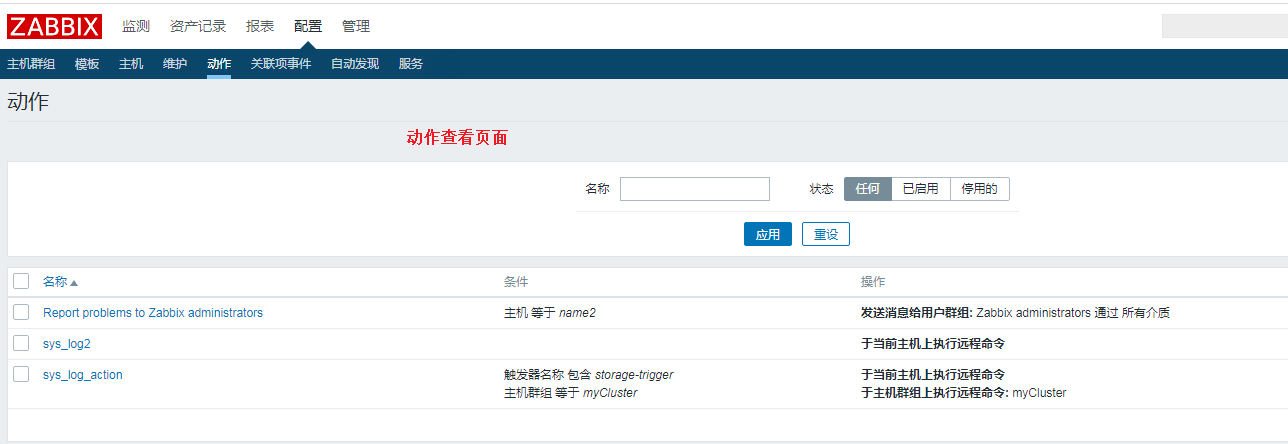 ZABBIX 监测 资产记录 报表 配置 管理
主机群组 模板 主机 维护 动作 关联项事件 自动发现 服务
动作
动作查看页面
名称 状态 任何 已启用 停用的
应用 重设
名称 条件 操作
Report problems to Zabbix administrators 主机 等于 name2 发送消息给用户群组: Zabbix administrators 通过 所有介质
sys_log2 于当前主机上执行远程命令
sys_log_action 触发器名称 包含 storage-trigger 于当前主机上执行远程命令
主机群组 等于 myCluster 于主机群组上执行远程命令: myCluster